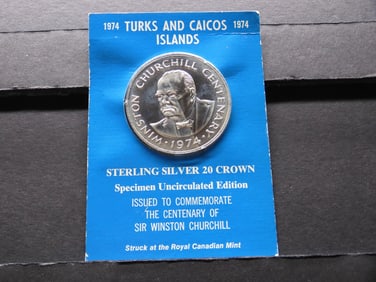 1974 TURKS AND CAICOS 1974
ISLANDS
WINSTON CHURCHILL CENTENARY
· 1974 ·
STERLING SILVER 20 CROWN
Specimen Uncirculated Edition
ISSUED TO COMMEMORATE
THE CENTENARY OF
SIR WINSTON CHURCHILL
Struck at the Royal Canadian Mint